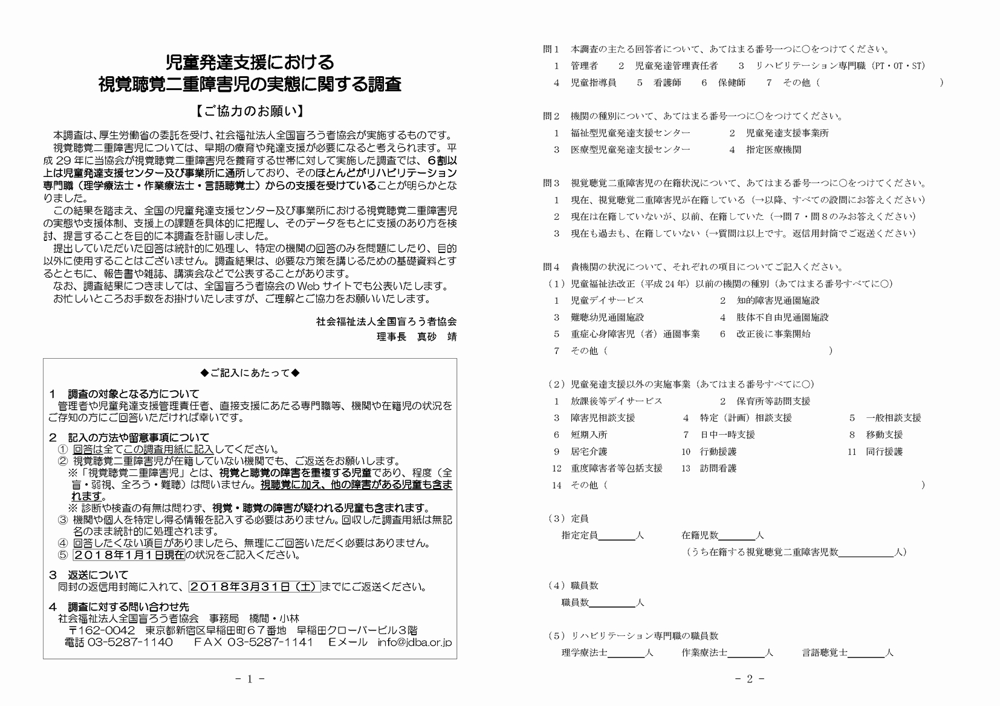 児童発達支援における
視覚聴覚二重障害児の実態に関する調査
【ご協力のお願い】
本調査は、厚生労働省の委託を受け、社会福祉法人全国盲ろう者協会が実施するものです。
視覚聴覚二重障害児については、早期の療育や発達支援が必要になると考えられます。平
成 29 年に当協会が視覚聴覚二重障害児を養育する世帯に対して実施した調査では、６割以
上は児童発達支援センター及び事業所に通所しており、そのほとんどがリハビリテーション
専門職（理学療法士・作業療法士・言語聴覚士）からの支援を受けていることが明らかとな
りました。
この結果を踏まえ、全国の児童発達支援センター及び事業所における視覚聴覚二重障害児
の実態や支援体制、支援上の課題を具体的に把握し、そのデータをもとに支援のあり方を検
討、提言することを目的に本調査を計画しました。
提出していただいた回答は統計的に処理し、特定の機関の回答のみを問題にしたり、目的
以外に使用することはございません。調査結果は、必要な方策を講じるための基礎資料とす
るとともに、報告書や雑誌、講演会などで公表することがあります。
なお、調査結果につきましては、全国盲ろう者協会の Web サイトでも公表いたします。
お忙しいところお手数をお掛けいたしますが、ご理解とご協力をお願いいたします。
社会福祉法人全国盲ろう者協会
理事長　真砂　靖
◆ご記入にあたって◆
１　調査の対象となる方について
管理者や児童発達支援管理責任者、直接支援にあたる専門職等、機関や在籍児の状況を
ご存知の方にご回答いただければ幸いです。
２　記入の方法や留意事項について
① 回答は全てこの調査用紙に記入してください。
② 視覚聴覚二重障害児が在籍していない機関でも、ご返送をお願いします。
※「視覚聴覚二重障害児」とは、視覚と聴覚の障害を重複する児童であり、程度（全
盲・弱視、全ろう・難聴）は問いません。視聴覚に加え、他の障害がある児童も含ま
れます。
※ 診断や検査の有無は問わず、視覚・聴覚の障害が疑われる児童も含まれます。
③ 機関や個人を特定し得る情報を記入する必要はありません。回収した調査用紙は無記
名のまま統計的に処理されます。
④ 回答したくない項目がありましたら、無理にご回答いただく必要はありません。
⑤ ２０１８年１月１日現在の状況をご記入ください。
３　返送について
同封の返信用封筒に入れて、２０１８年３月３１日（土）までにご返送ください。
４　調査に対する問い合わせ先
社会福祉法人全国盲ろう者協会　事務局　橋間・小林
〒162-0042　東京都新宿区早稲田町６７番地　早稲田クローバービル３階
電話 03-5287-1140　ＦＡＸ 03-5287-1141　Ｅメール　info@jdba.or.jp
－ 1 －
問１　本調査の主たる回答者について、あてはまる番号一つに○をつけてください。
１　管理者　２　児童発達管理責任者　３　リハビリテーション専門職（PT・OT・ST）
４　児童指導員　５　看護師　６　保健師　７　その他（　　　）
問２　機関の種別について、あてはまる番号一つに○をつけてください。
１　福祉型児童発達支援センター　２　児童発達支援事業所
３　医療型児童発達支援センター　４　指定医療機関
問３　視覚聴覚二重障害児の在籍状況について、あてはまる番号一つに○をつけてください。
１　現在、視覚聴覚二重障害児が在籍している（→以降、すべての設問にお答えください）
２　現在は在籍していないが、以前、在籍していた（→問７・問８のみお答えください）
３　現在も過去も、在籍していない（→質問は以上です。返信用封筒でご返送ください）
問４　貴機関の状況について、それぞれの項目についてご記入ください。
（１）児童福祉法改正（平成 24 年）以前の機関の種別（あてはまる番号すべてに○）
１　児童デイサービス　２　知的障害児通園施設
３　難聴幼児通園施設　４　肢体不自由児通園施設
５　重症心身障害児（者）通園事業　６　改正後に事業開始
７　その他（　　　）
（２）児童発達支援以外の実施事業（あてはまる番号すべてに○）
１　放課後等デイサービス　２　保育所等訪問支援
３　障害児相談支援　４　特定（計画）相談支援　５　一般相談支援
６　短期入所　７　日中一時支援　８　移動支援
９　居宅介護　10　行動援護　11　同行援護
12　重度障害者等包括支援　13　訪問看護
14　その他（　　　）
（３）定員
指定定員＿＿＿＿人　在籍児数＿＿＿＿人
（うち在籍する視覚聴覚二重障害児数＿＿＿＿＿＿人）
（４）職員数
職員数＿＿＿＿＿人
（５）リハビリテーション専門職の職員数
理学療法士＿＿＿＿人　作業療法士＿＿＿＿人　言語聴覚士＿＿＿＿人
－ 2 －